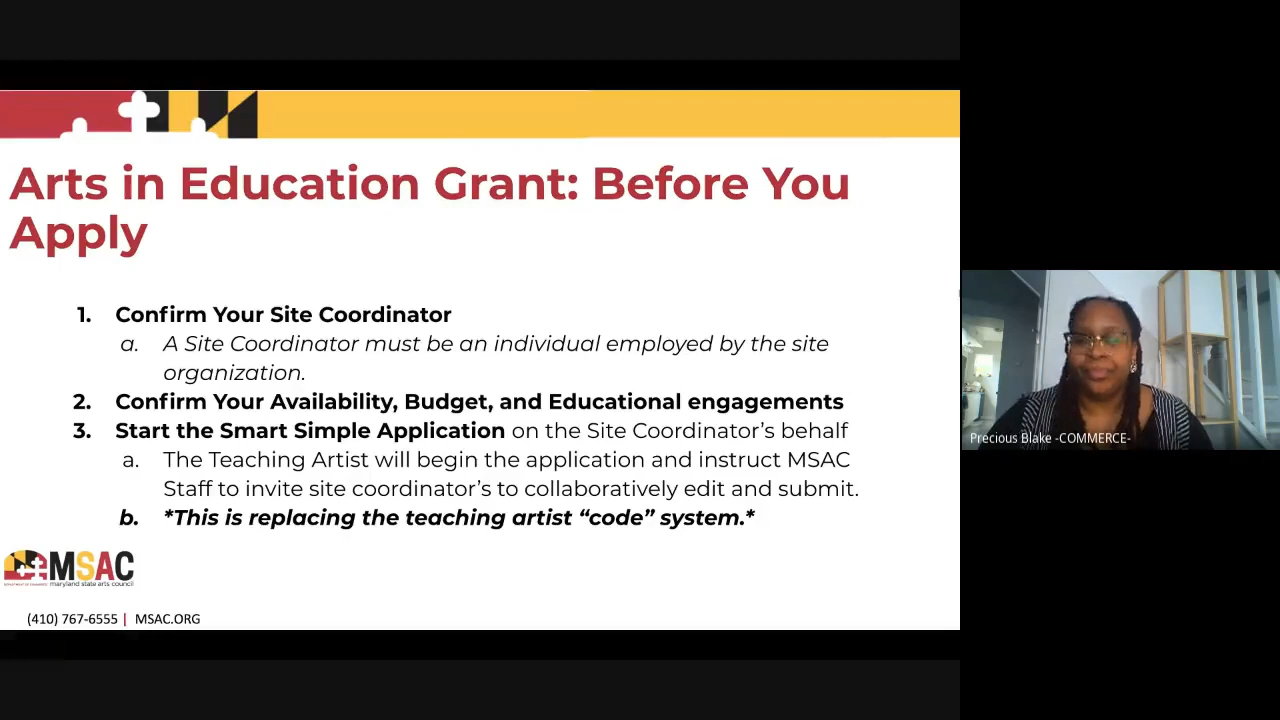 Arts in Education Grant: Before You
Apply
1. Confirm Your Site Coordinator
a. A Site Coordinator must be an individual employed by the site
organization.
2. Confirm Your Availability, Budget, and Educational engagements
3. Start the Smart Simple Application on the Site Coordinator’s behalf
a. The Teaching Artist will begin the application and instruct MSAC
Staff to invite site coordinator’s to collaboratively edit and submit.
b. *This is replacing the teaching artist “code” system.*
MSAC
maryland state arts council
(410) 767-6555 | MSAC.ORG
Precious Blake -COMMERCE-